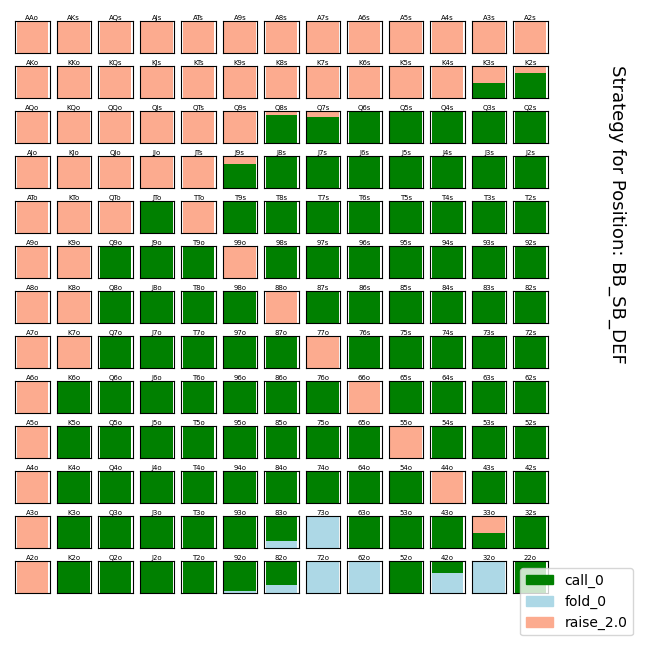 AAo AKs AQs AJs ATs A9s A8s A7s A6s A5s A4s A3s A2s
AKo KKo KQs KJs KTs K9s K8s K7s K6s K5s K4s K3s K2s
AQo KQo QQo QJs QTs Q9s Q8s Q7s Q6s Q5s Q4s Q3s Q2s
AJo KJo QJo JJo JTs J9s J8s J7s J6s J5s J4s J3s J2s
ATo KTo QTo JTo TTo T9s T8s T7s T6s T5s T4s T3s T2s
A9o K9o Q9o J9o T9o 99o 98s 97s 96s 95s 94s 93s 92s
A8o K8o Q8o J8o T8o 98o 88o 87s 86s 85s 84s 83s 82s
A7o K7o Q7o J7o T7o 97o 87o 77o 76s 75s 74s 73s 72s
A6o K6o Q6o J6o T6o 96o 86o 76o 66o 65s 64s 63s 62s
A5o K5o Q5o J5o T5o 95o 85o 75o 65o 55o 54s 53s 52s
A4o K4o Q4o J4o T4o 94o 84o 74o 64o 54o 44o 43s 42s
A3o K3o Q3o J3o T3o 93o 83o 73o 63o 53o 43o 33o 32s
A2o K2o Q2o J2o T2o 92o 82o 72o 62o 52o 42o 32o 22o
Strategy for Position: BB_SB_DEF
call_0
fold_0
raise_2.0